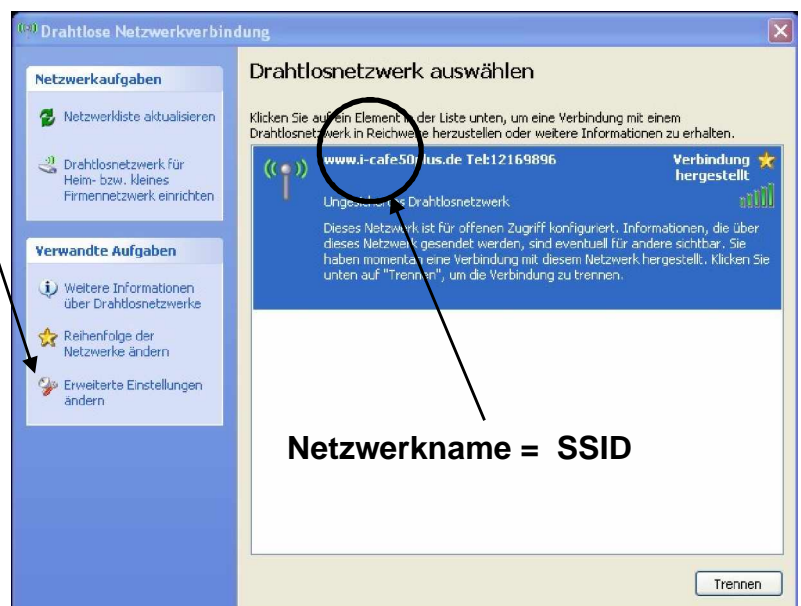 Drahtlose Netzwerkverbindung
Netzwerkaufgaben
Netzwerkliste aktualisieren
Drahtlosnetzwerk für
Heim- bzw. kleines
Firmennetzwerk einrichten
Verwandte Aufgaben
Weitere Informationen
über Drahtlosnetzwerke
Reihenfolge der
Netzwerke ändern
Erweiterte Einstellungen
ändern
Drahtlosnetzwerk auswählen
Klicken Sie auf ein Element in der Liste unten, um eine Verbindung mit einem
Drahtlosnetzwerk in Reichweite herzustellen oder weitere Informationen zu erhalten.
www.i-cafe50plus.de Tel:12169896
Verbindung
hergestellt
Ungesichertes Drahtlosnetzwerk
Dieses Netzwerk ist für offenen Zugriff konfiguriert. Informationen, die über
dieses Netzwerk gesendet werden, sind eventuell für andere sichtbar. Sie
haben momentan eine Verbindung mit diesem Netzwerk hergestellt. Klicken Sie
unten auf "Trennen", um die Verbindung zu trennen.
Netzwerkname = SSID
Trennen